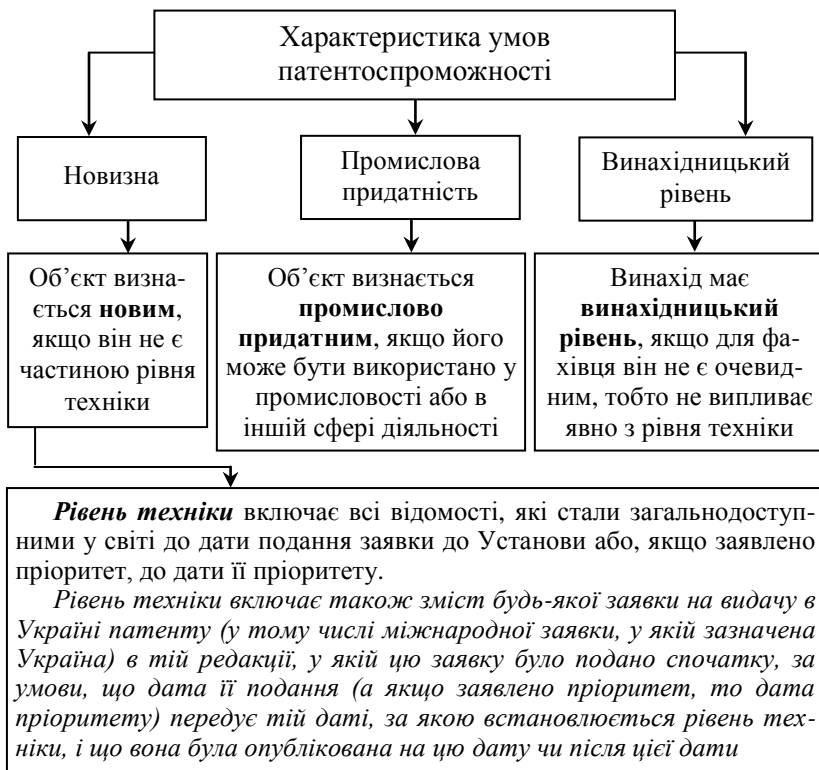 Характеристика умов
патентоспроможності
Новизна
Промислова
придатність
Винахідницький
рівень
Об’єкт визна-
ється новим,
якщо він не є
частиною рівня
техніки
Об’єкт визнається
промислово
придатним, якщо його
може бути використано у
промисловості або в
іншій сфері діяльності
Винахід має
винахідницький
рівень, якщо для фа-
хівця він не є очевид-
ним, тобто не випливає
явно з рівня техніки
Рівень техніки включає всі відомості, які стали загальнодоступ-
ними у світі до дати подання заявки до Установи або, якщо заявлено
пріоритет, до дати її пріоритету.
Рівень техніки включає також зміст будь-якої заявки на видачу в
Україні патенту (у тому числі міжнародної заявки, у якій зазначена
Україна) в тій редакції, у якій цю заявку було подано спочатку, за
умови, що дата її подання (а якщо заявлено пріоритет, то дата
пріоритету) передує тій даті, за якою встановлюється рівень тех-
ніки, і що вона була опублікована на цю дату чи після цієї дати